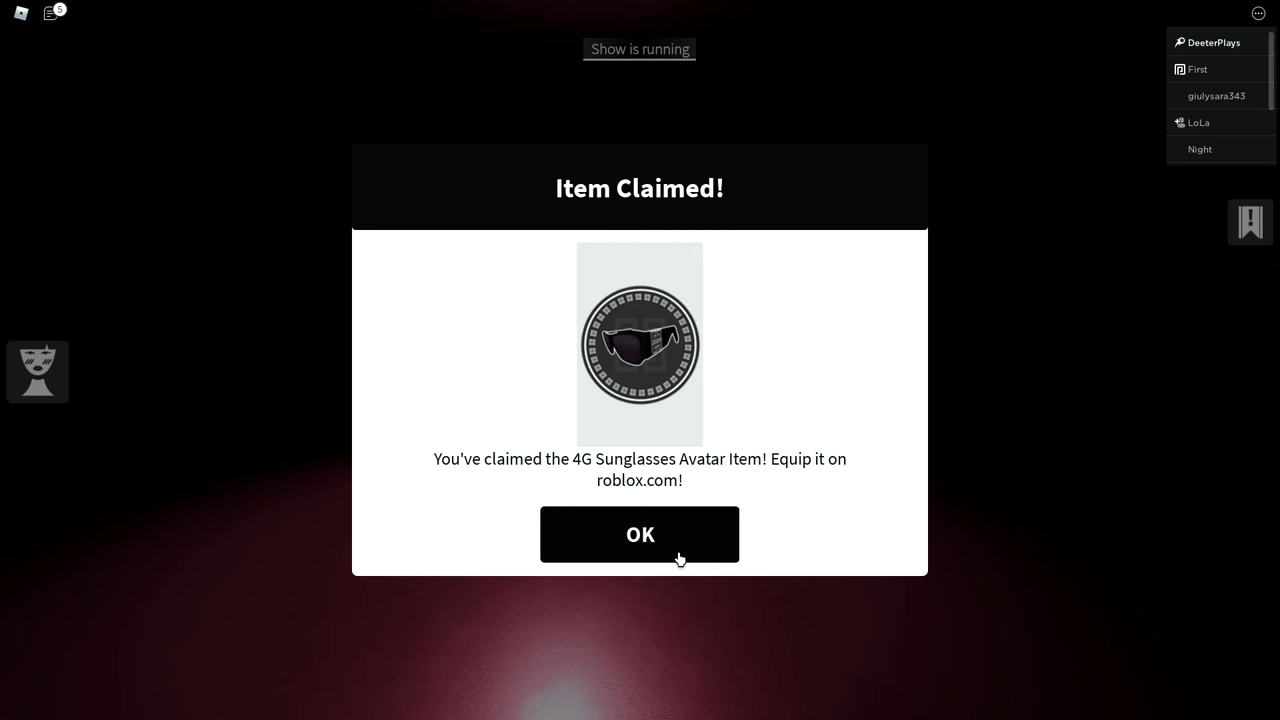 5
Show is running
DeeterPlays
First
giulysara343
LoLa
Night
Item Claimed!
You've claimed the 4G Sunglasses Avatar Item! Equip it on
roblox.com!
OK